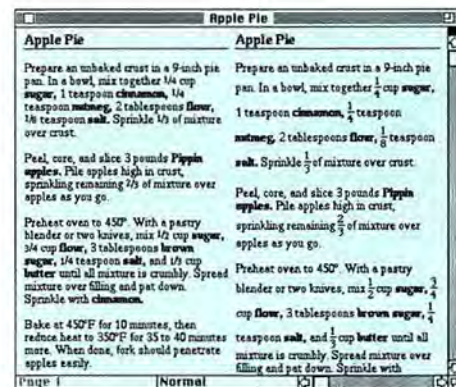 Apple Pie
Apple Pie
Prepare an unbaked crust in a 9-inch pie
pan. In a bowl, mix together 1/4 cup
sugar, 1 teaspoon cinnamon, 1/4
teaspoon nutmeg, 2 tablespoons flour,
1/8 teaspoon salt. Sprinkle 1/3 of mixture
over crust.
Peel, core, and slice 3 pounds Pippin
apples. Pile apples high in crust,
sprinkling remaining 2/3 of mixture over
apples as you go.
Preheat oven to 450°. With a pastry
blender or two knives, mix 1/2 cup sugar,
3/4 cup flour, 3 tablespoons brown
sugar, 1/4 teaspoon salt, and 1/3 cup
butter until all mixture is crumbly. Spread
mixture over filling and pat down.
Sprinkle with cinnamon.
Bake at 450°F for 10 minutes, then
reduce heat to 350°F for 35 to 40 minutes
more. When done, fork should penetrate
apples easily.
Apple Pie
Prepare an unbaked crust in a 9-inch pie
pan. In a bowl, mix together 1/4 cup sugar,
1 teaspoon cinnamon, 1/4 teaspoon
nutmeg, 2 tablespoons flour, 1/8 teaspoon
salt. Sprinkle 1/3 of mixture over crust.
Peel, core, and slice 3 pounds Pippin
apples. Pile apples high in crust,
sprinkling remaining 2/3 of mixture over
apples as you go.
Preheat oven to 450°. With a pastry
blender or two knives, mix 1/2 cup sugar, 3/4
cup flour, 3 tablespoons brown sugar, 1/4
teaspoon salt, and 1/3 cup butter until all
mixture is crumbly. Spread mixture over
filling and pat down. Sprinkle with
Page 1
Normal